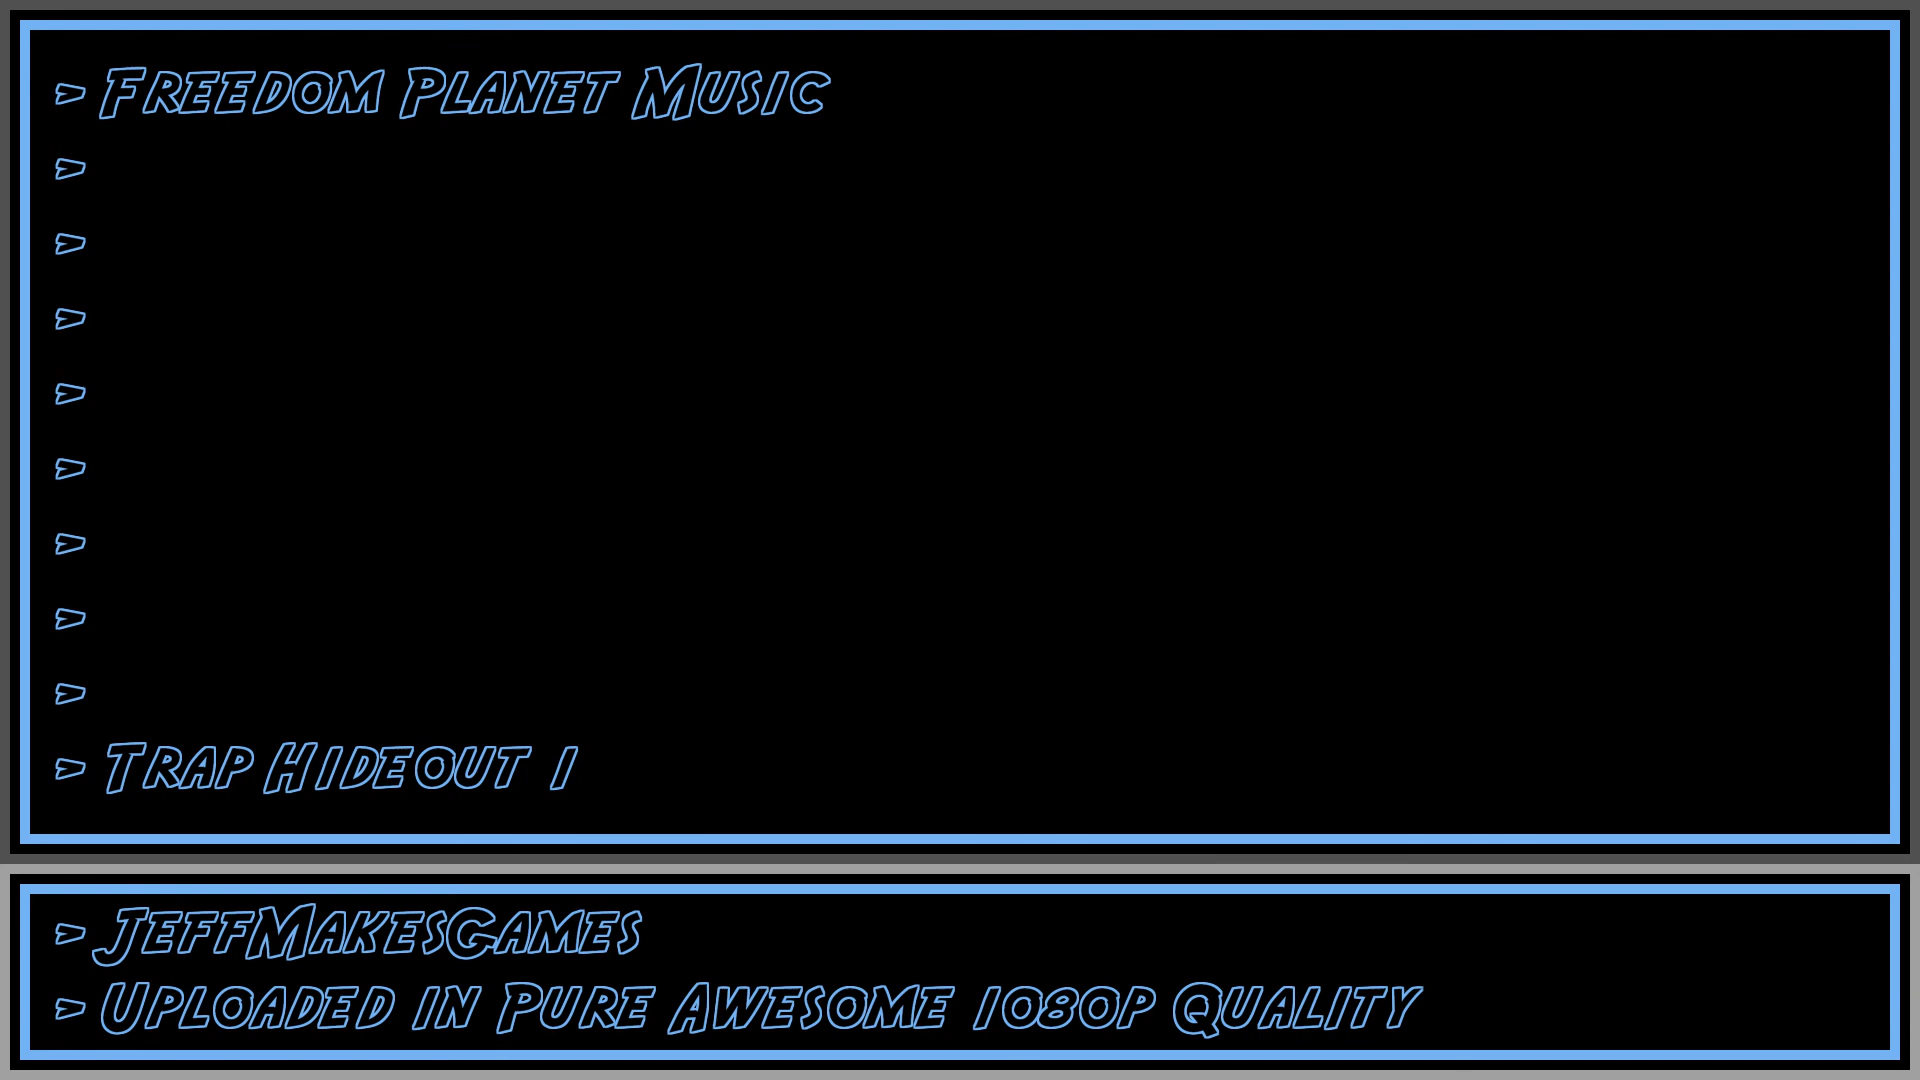 > Freedom Planet Music
>
>
>
>
>
>
>
>
> Trap Hideout 1
> JeffMakesGames
> Uploaded in Pure Awesome 1080p Quality